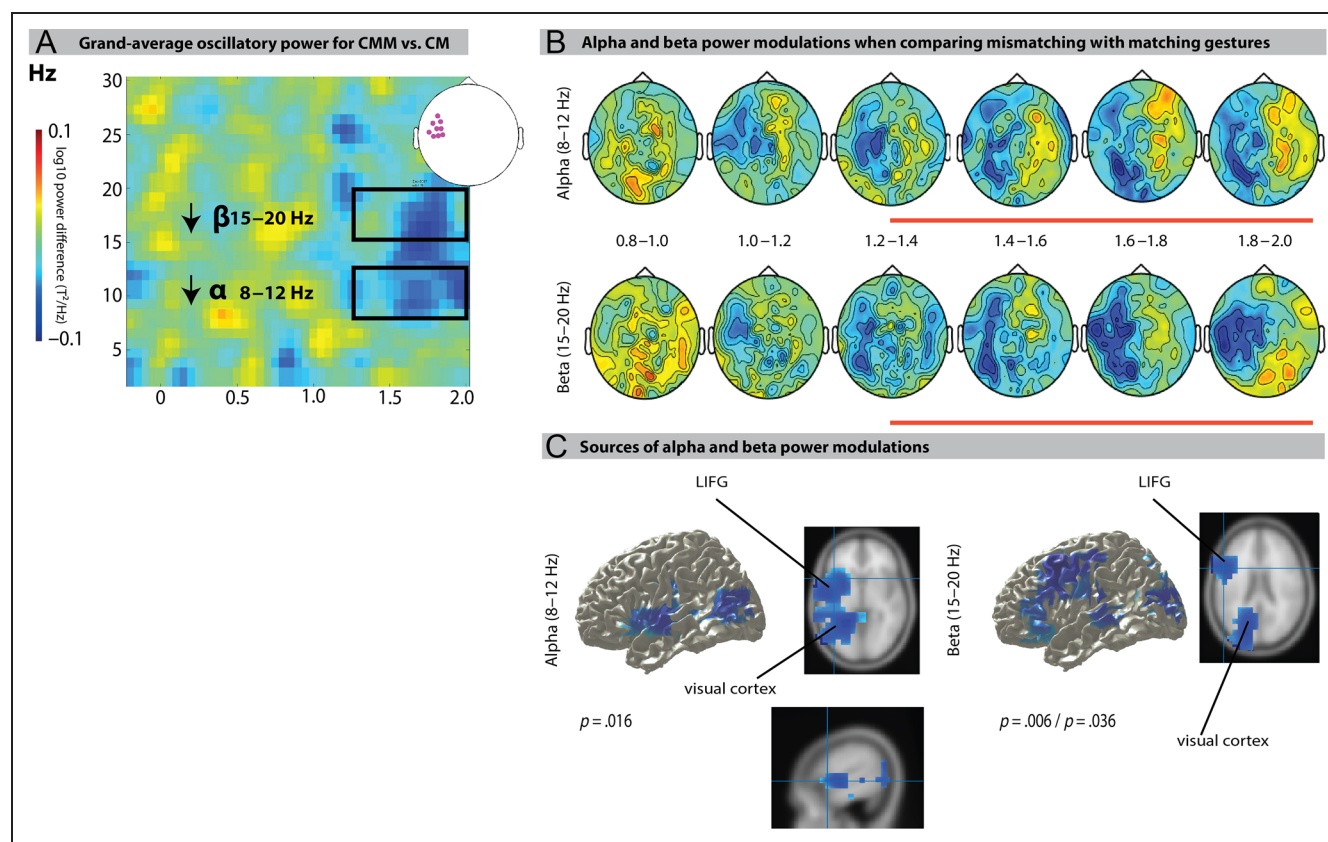 A Grand-average oscillatory power for CMM vs. CM
Hz
30
25
20
15
10
5
0 0.5 1.0 1.5 2.0
0.1
log10 power difference (T²/Hz)
−0.1
β 15–20 Hz
α 8–12 Hz
B Alpha and beta power modulations when comparing mismatching with matching gestures
Alpha (8–12 Hz)
0.8–1.0 1.0–1.2 1.2–1.4 1.4–1.6 1.6–1.8 1.8–2.0
Beta (15–20 Hz)
C Sources of alpha and beta power modulations
Alpha (8–12 Hz)
LIFG
visual cortex
p = .016
Beta (15–20 Hz)
LIFG
visual cortex
p = .006 / p = .036